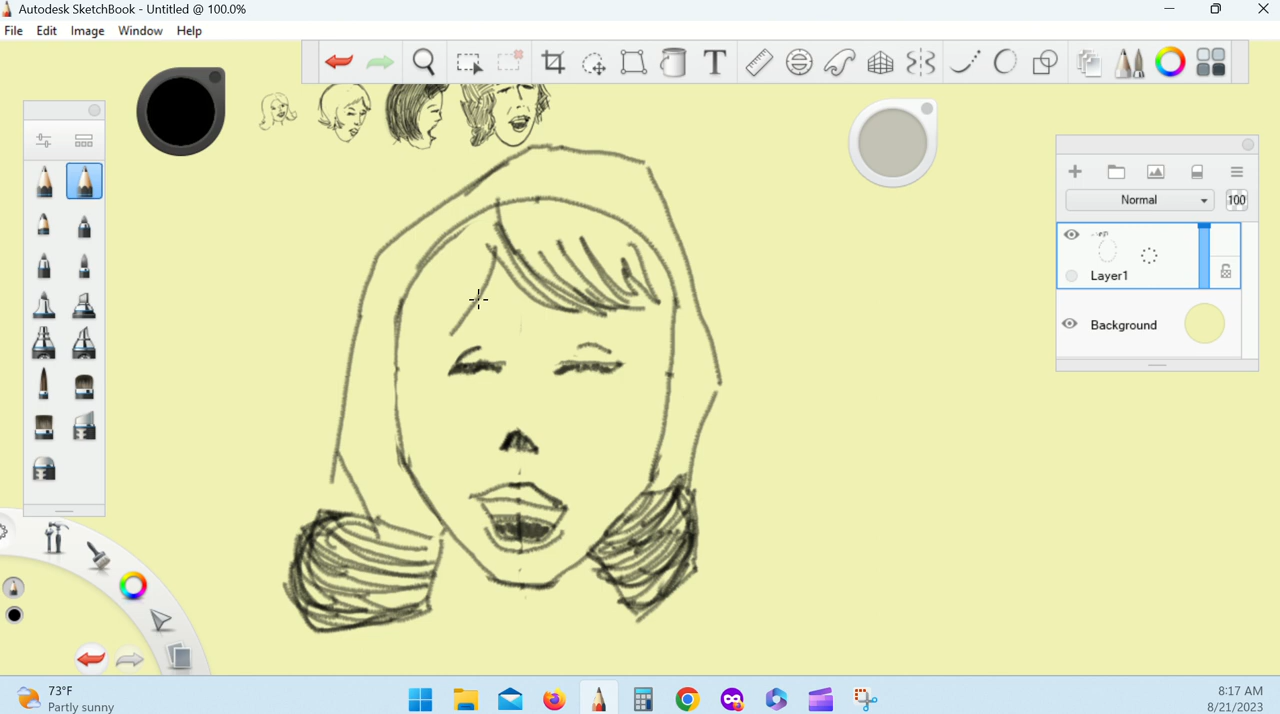 Autodesk SketchBook - Untitled @ 100.0%
File Edit Image Window Help
T
Normal 100
Layer1
Background
73°F
Partly sunny
8:17 AM
8/21/2023